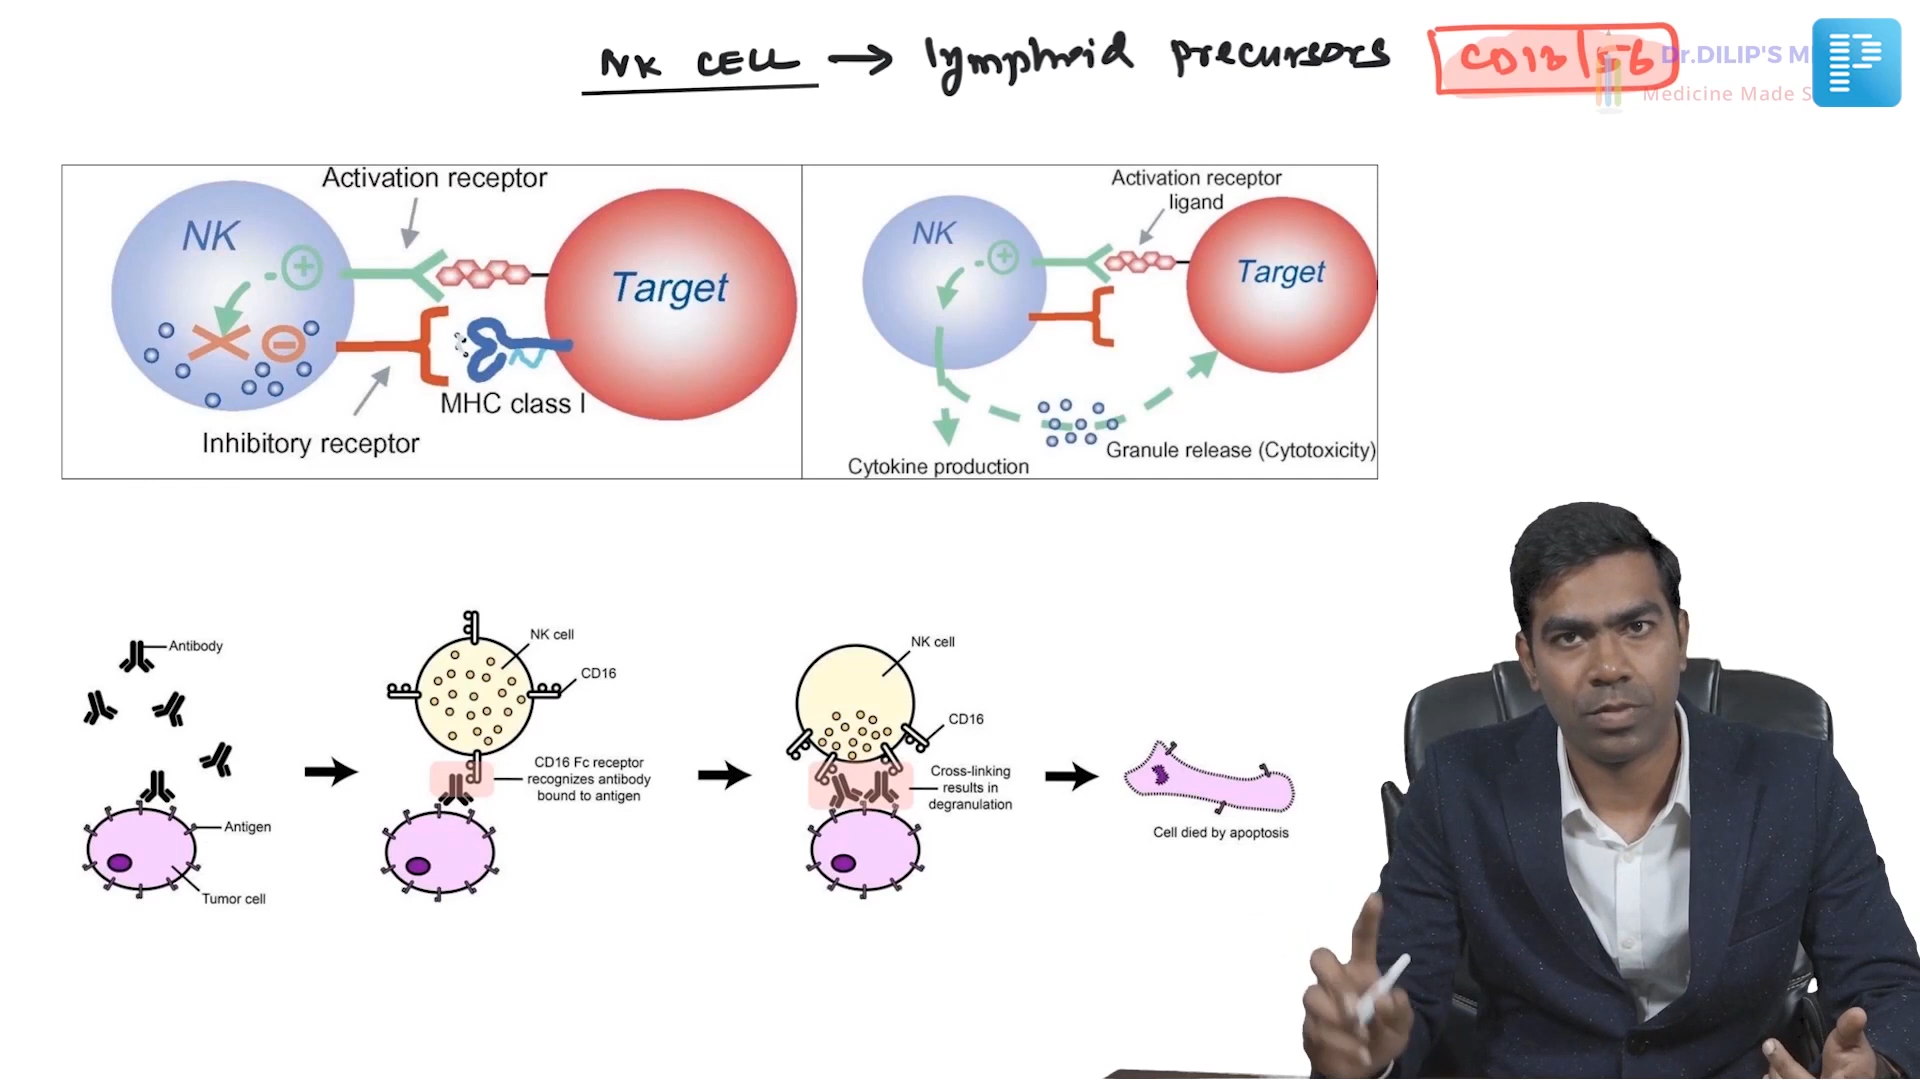 NK CELL → lymphoid precursors CD13|56
Dr.DILIP'S M
Medicine Made S
Activation receptor
NK
Target
MHC class I
Inhibitory receptor
Activation receptor
ligand
NK
Target
Granule release (Cytotoxicity)
Cytokine production
Antibody
Antigen
Tumor cell
NK cell
CD16
CD16 Fc receptor
recognizes antibody
bound to antigen
NK cell
CD16
Cross-linking
results in
degranulation
Cell died by apoptosis